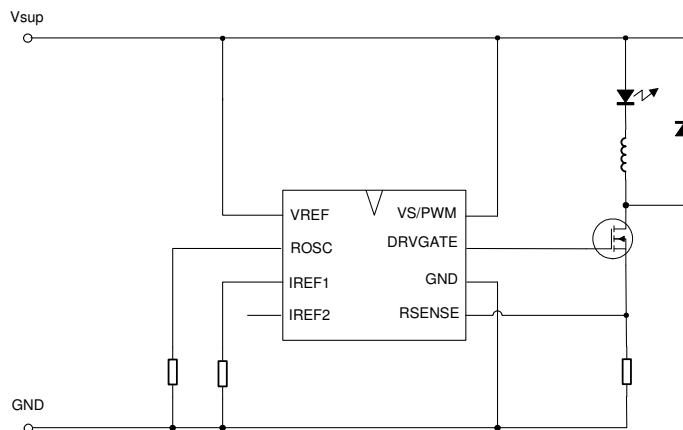 Vsup
VREF VS/PWM
ROSC DRVGATE
IREF1 GND
IREF2 RSENSE
GND